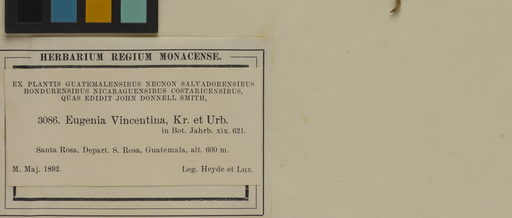 HERBARIUM REGIUM MONACENSE.
EX PLANTIS GUATEMALENSIBUS NECNON SALVADORENSIBUS
HONDURENSIBUS NICARAGUENSIBUS COSTARICENSIBUS,
QUAS EDIDIT JOHN DONNELL SMITH,
3086. Eugenia Vincentina, Kr. et Urb.
in Bot. Jahrb. xix. 621.
Santa Rosa, Depart. S. Rosa, Guatemala, alt. 600 m.
M. Maj. 1892. Leg. Heyde et Lux.